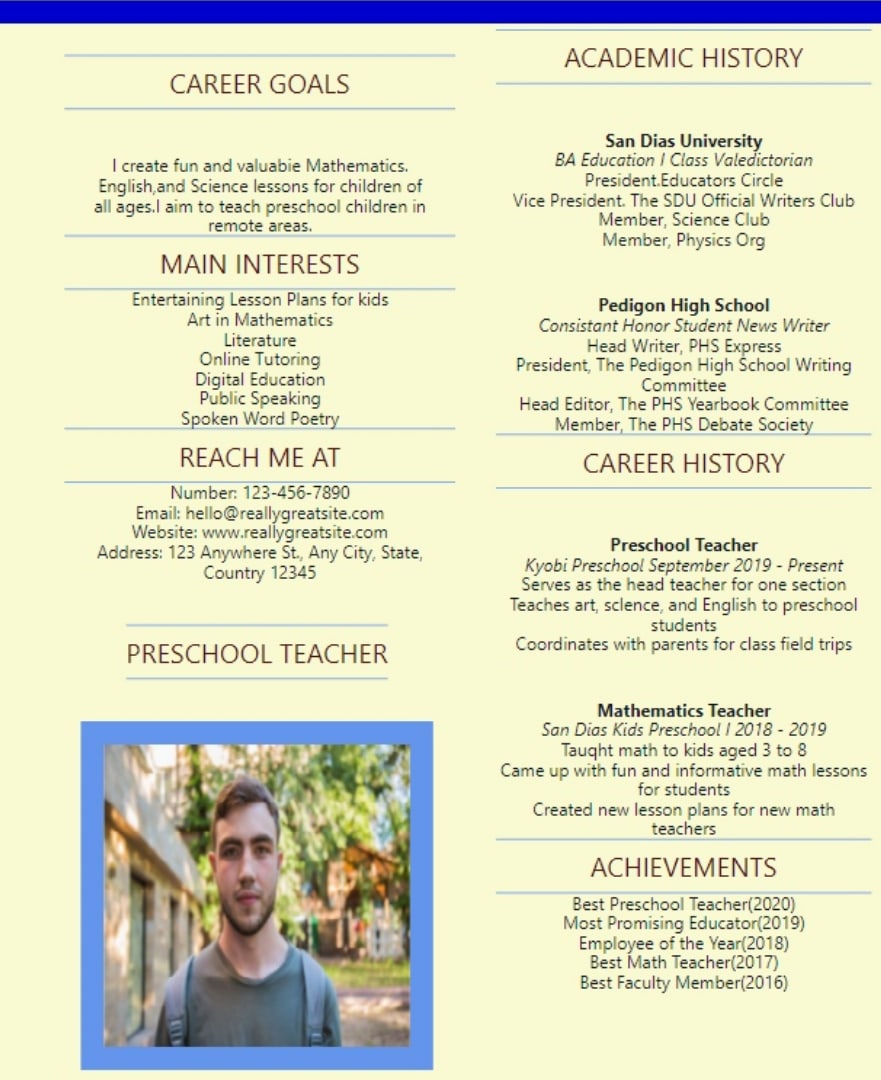 CAREER GOALS
I create fun and valuabie Mathematics.
English,and Science lessons for children of
all ages.I aim to teach preschool children in
remote areas.
MAIN INTERESTS
Entertaining Lesson Plans for kids
Art in Mathematics
Literature
Online Tutoring
Digital Education
Public Speaking
Spoken Word Poetry
REACH ME AT
Number: 123-456-7890
Email: hello@reallygreatsite.com
Website: www.reallygreatsite.com
Address: 123 Anywhere St., Any City, State,
Country 12345
PRESCHOOL TEACHER
ACADEMIC HISTORY
San Dias University
BA Education I Class Valedictorian
President.Educators Circle
Vice President. The SDU Official Writers Club
Member, Science Club
Member, Physics Org
Pedigon High School
Consistant Honor Student News Writer
Head Writer, PHS Express
President, The Pedigon High School Writing
Committee
Head Editor, The PHS Yearbook Committee
Member, The PHS Debate Society
CAREER HISTORY
Preschool Teacher
Kyobi Preschool September 2019 - Present
Serves as the head teacher for one section
Teaches art, sclence, and English to preschool
students
Coordinates with parents for class field trips
Mathematics Teacher
San Dias Kids Preschool I 2018 - 2019
Tauqht math to kids aged 3 to 8
Came up with fun and informative math lessons
for students
Created new lesson plans for new math
teachers
ACHIEVEMENTS
Best Preschool Teacher(2020)
Most Promising Educator(2019)
Employee of the Year(2018)
Best Math Teacher(2017)
Best Faculty Member(2016)